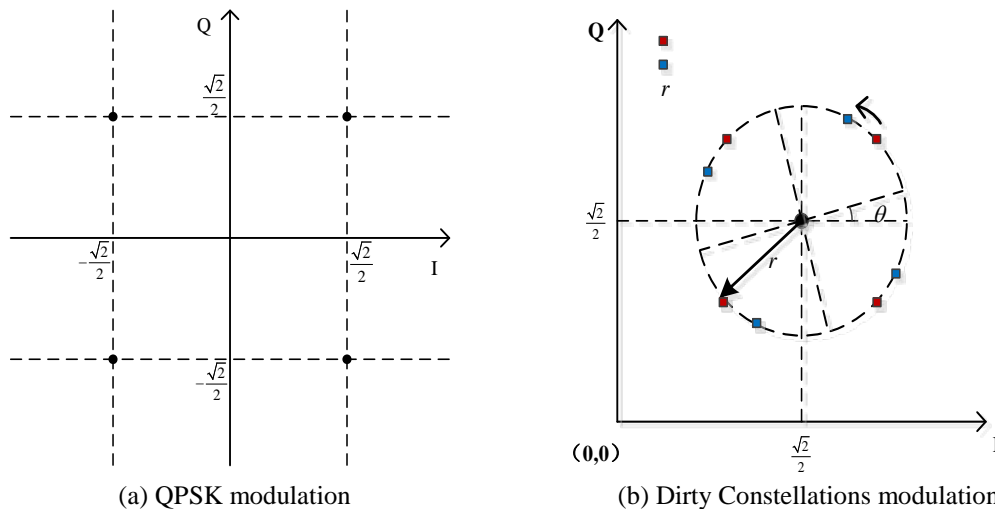 Q
√2/2
-√2/2
√2/2
I
-√2/2
(a) QPSK modulation
Q
r
√2/2
θ
r
(0,0)
√2/2
I
(b) Dirty Constellations modulation